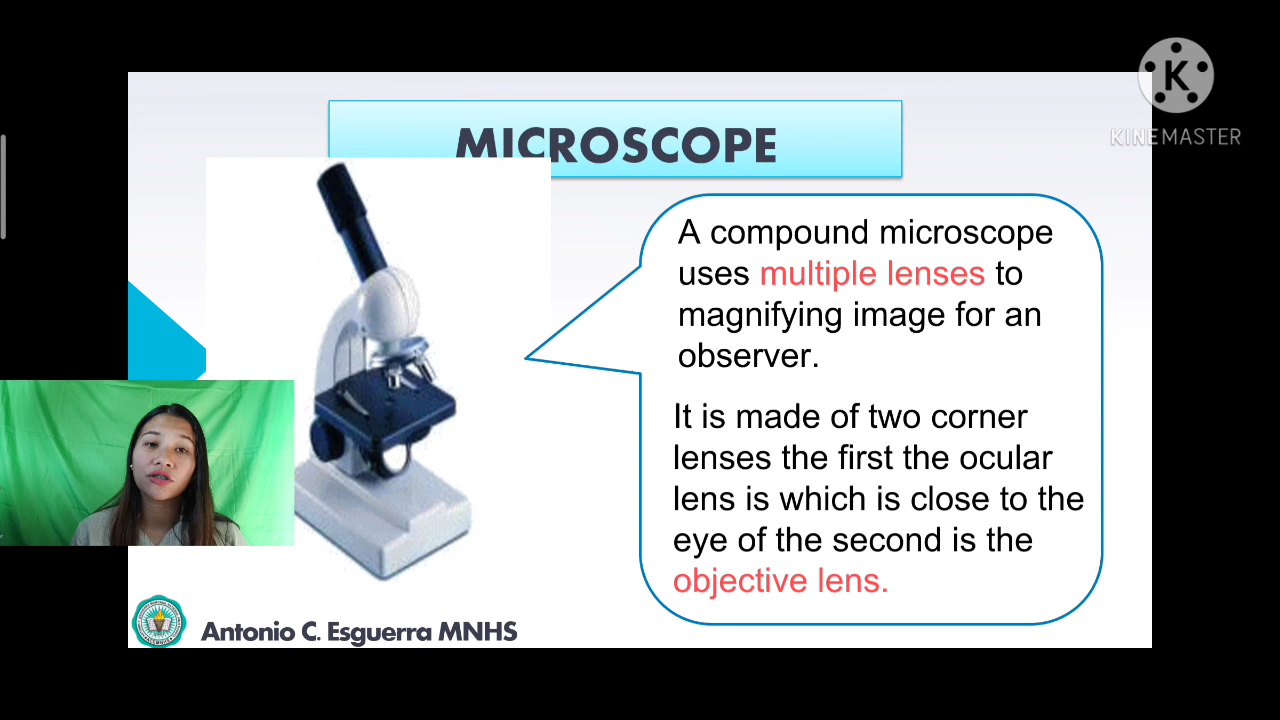 KINEMASTER
MICROSCOPE
A compound microscope
uses multiple lenses to
magnifying image for an
observer.
It is made of two corner
lenses the first the ocular
lens is which is close to the
eye of the second is the
objective lens.
Antonio C. Esguerra MNHS